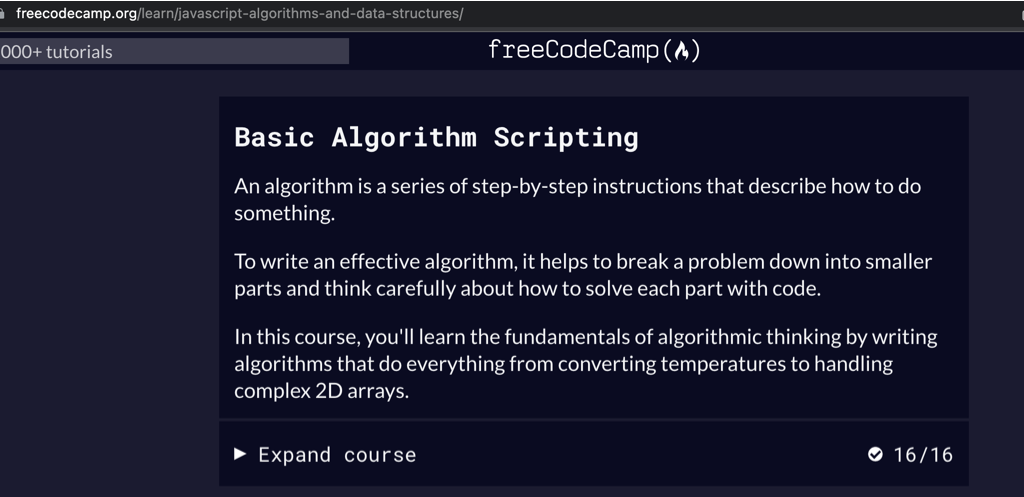 freecodecamp.org/learn/javascript-algorithms-and-data-structures/
000+ tutorials
freeCodeCamp(🔥)
Basic Algorithm Scripting
An algorithm is a series of step-by-step instructions that describe how to do
something.
To write an effective algorithm, it helps to break a problem down into smaller
parts and think carefully about how to solve each part with code.
In this course, you'll learn the fundamentals of algorithmic thinking by writing
algorithms that do everything from converting temperatures to handling
complex 2D arrays.
Expand course
16/16